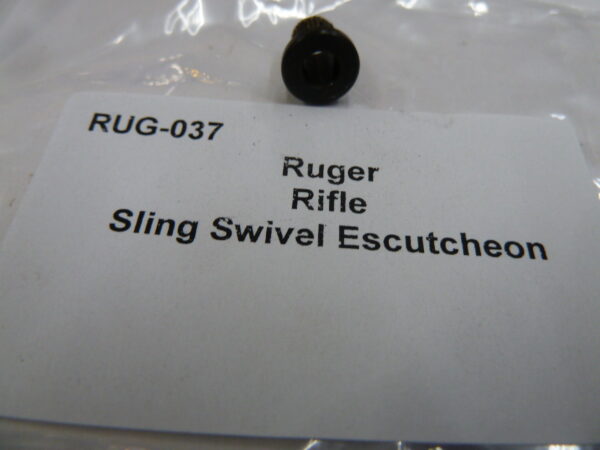 RUG-037
Ruger
Rifle
Sling Swivel Escutcheon